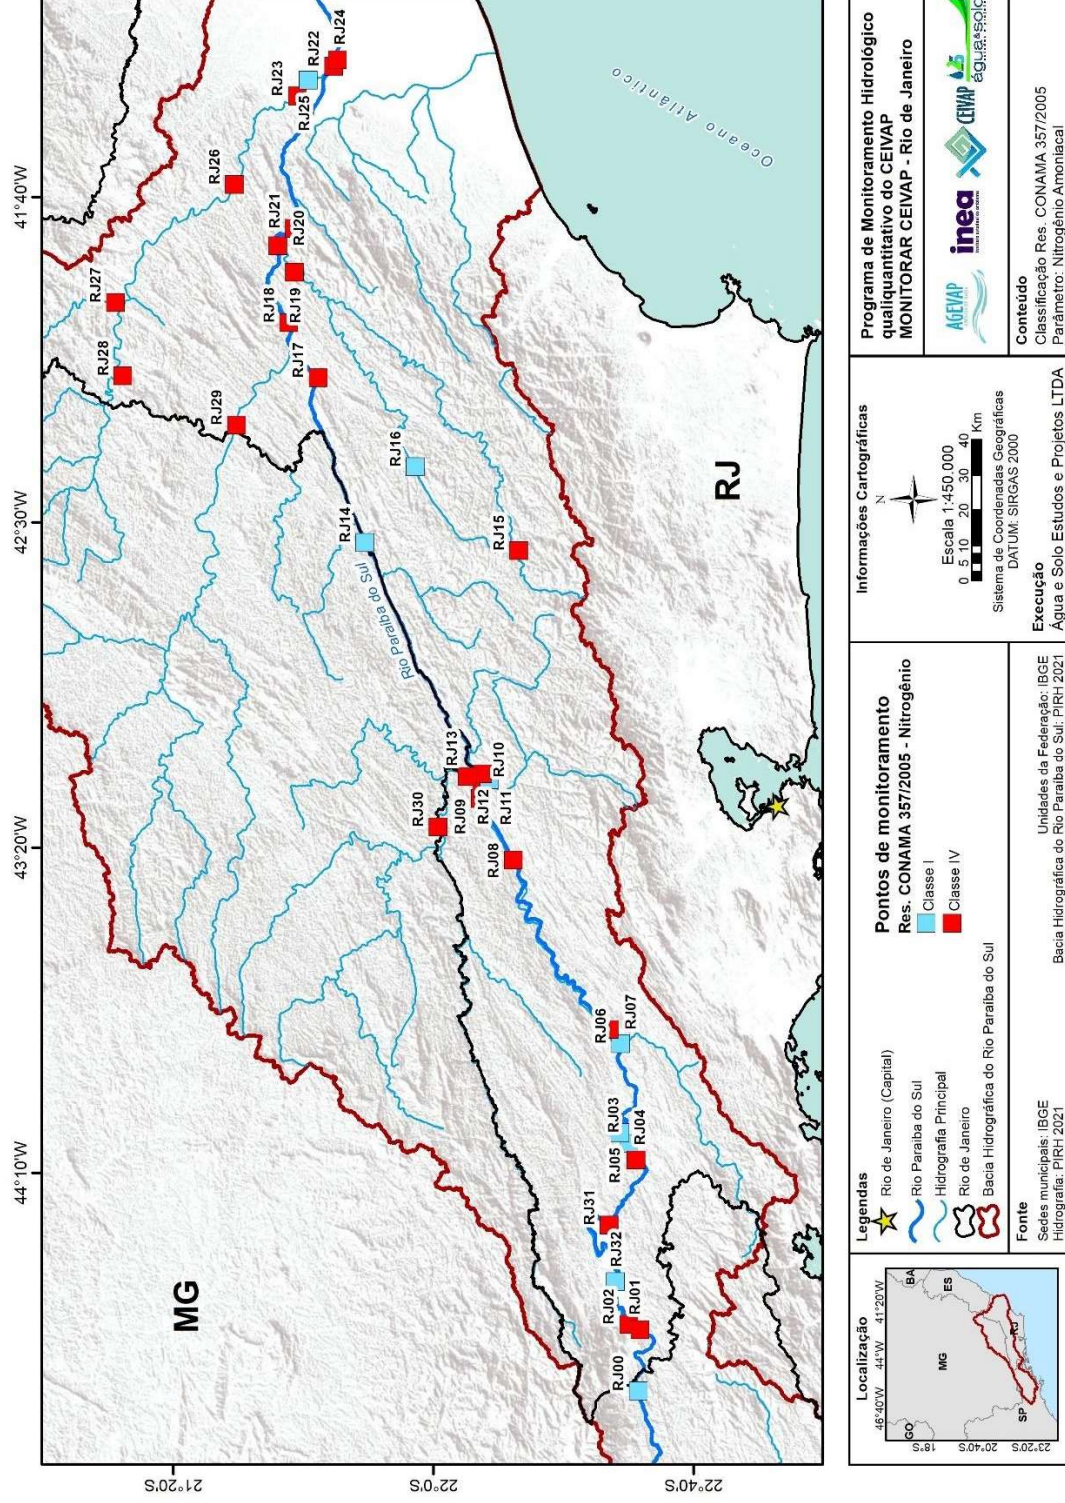 44°10'W
43°20'W
42°30'W
41°40'W
21°20'S
22°0'S
22°40'S
MG
RJ
Rio Paraíba do Sul
Oceano Atlântico
RJ00
RJ01
RJ02
RJ32
RJ31
RJ05
RJ04
RJ03
RJ07
RJ06
RJ08
RJ30
RJ09
RJ12
RJ11
RJ10
RJ13
RJ14
RJ15
RJ16
RJ17
RJ29
RJ28
RJ27
RJ18
RJ19
RJ21
RJ20
RJ26
RJ23
RJ25
RJ22
RJ24
Localização
46°40'W
44°W
41°20'W
18°S
20°40'S
23°20'S
GO
MG
BA
ES
SP
RJ
Legendas
Rio de Janeiro (Capital)
Rio Paraíba do Sul
Hidrografia Principal
Rio de Janeiro
Bacia Hidrográfica do Rio Paraíba do Sul
Pontos de monitoramento
Res. CONAMA 357/2005 - Nitrogênio
Classe I
Classe IV
Fonte
Sedes municipais: IBGE
Hidrografia: PIRH 2021
Unidades da Federação: IBGE
Bacia Hidrográfica do Rio Paraíba do Sul: PIRH 2021
Informações Cartográficas
N
Escala 1:450.000
0 5 10 20 30 40
Km
Sistema de Coordenadas Geográficas
DATUM: SIRGAS 2000
Execução
Água e Solo Estudos e Projetos LTDA
Programa de Monitoramento Hidrológico
qualiquantitativo do CEIVAP
MONITORAR CEIVAP - Rio de Janeiro
AGEVAP
inea
CEIVAP
água&solo
Conteúdo
Classificação Res. CONAMA 357/2005
Parâmetro: Nitrogênio Amoniacal